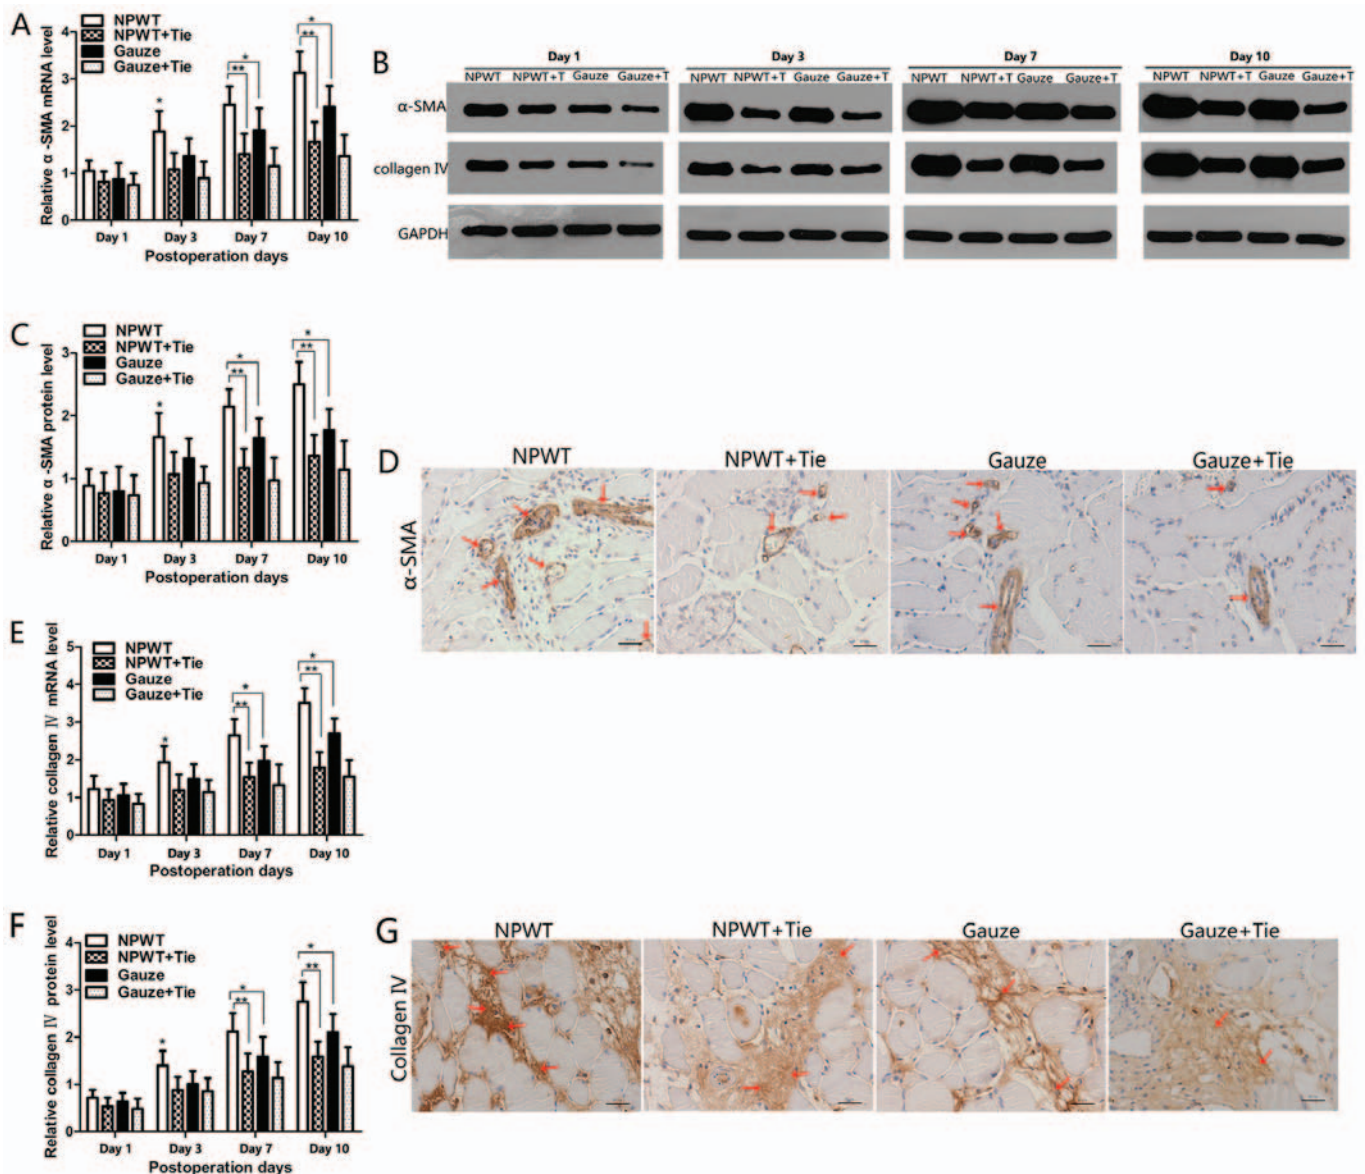 A
NPWT
NPWT+Tie
Gauze
Gauze+Tie
Relative α -SMA mRNA level
4
3
2
1
0
*
** *
** *
Day 1 Day 3 Day 7 Day 10
Postoperation days
B
Day 1 Day 3 Day 7 Day 10
NPWT NPWT+T Gauze Gauze+T NPWT NPWT+T Gauze Gauze+T NPWT NPWT+T Gauze Gauze+T NPWT NPWT+T Gauze Gauze+T
α-SMA
collagen IV
GAPDH
C
NPWT
NPWT+Tie
Gauze
Gauze+Tie
Relative α -SMA protein level
3
2
1
0
*
** *
** *
Day 1 Day 3 Day 7 Day 10
Postoperation days
D
NPWT NPWT+Tie Gauze Gauze+Tie
α-SMA
E
NPWT
NPWT+Tie
Gauze
Gauze+Tie
Relative collagen Ⅳ mRNA level
5
4
3
2
1
0
*
** *
** *
Day 1 Day 3 Day 7 Day 10
Postoperation days
F
NPWT
NPWT+Tie
Gauze
Gauze+Tie
Relative collagen Ⅳ protein level
4
3
2
1
0
*
** *
** *
Day 1 Day 3 Day 7 Day 10
Postoperation days
G
NPWT NPWT+Tie Gauze Gauze+Tie
Collagen IV